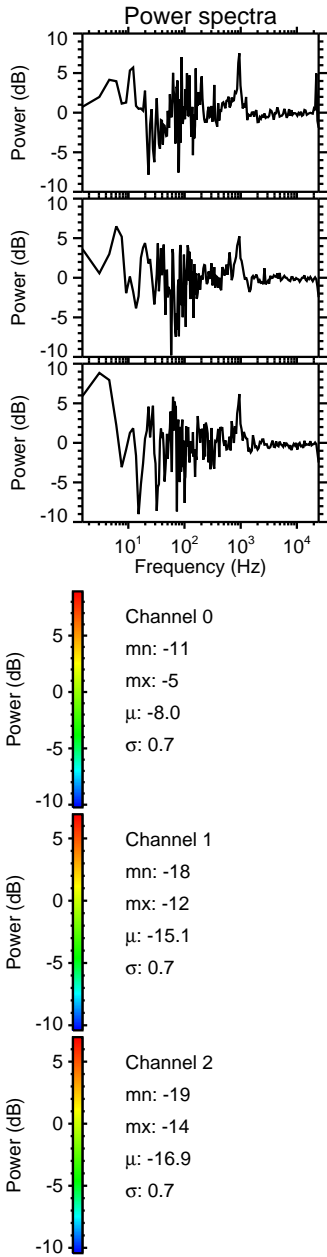 Power spectra
10
5
0
-5
-10
Power (dB)
10
5
0
-5
-10
Power (dB)
10
5
0
-5
-10
Power (dB)
10¹ 10² 10³ 10⁴
Frequency (Hz)
5
0
-5
-10
Power (dB)
Channel 0
mn: -11
mx: -5
μ: -8.0
σ: 0.7
5
0
-5
-10
Power (dB)
Channel 1
mn: -18
mx: -12
μ: -15.1
σ: 0.7
5
0
-5
-10
Power (dB)
Channel 2
mn: -19
mx: -14
μ: -16.9
σ: 0.7